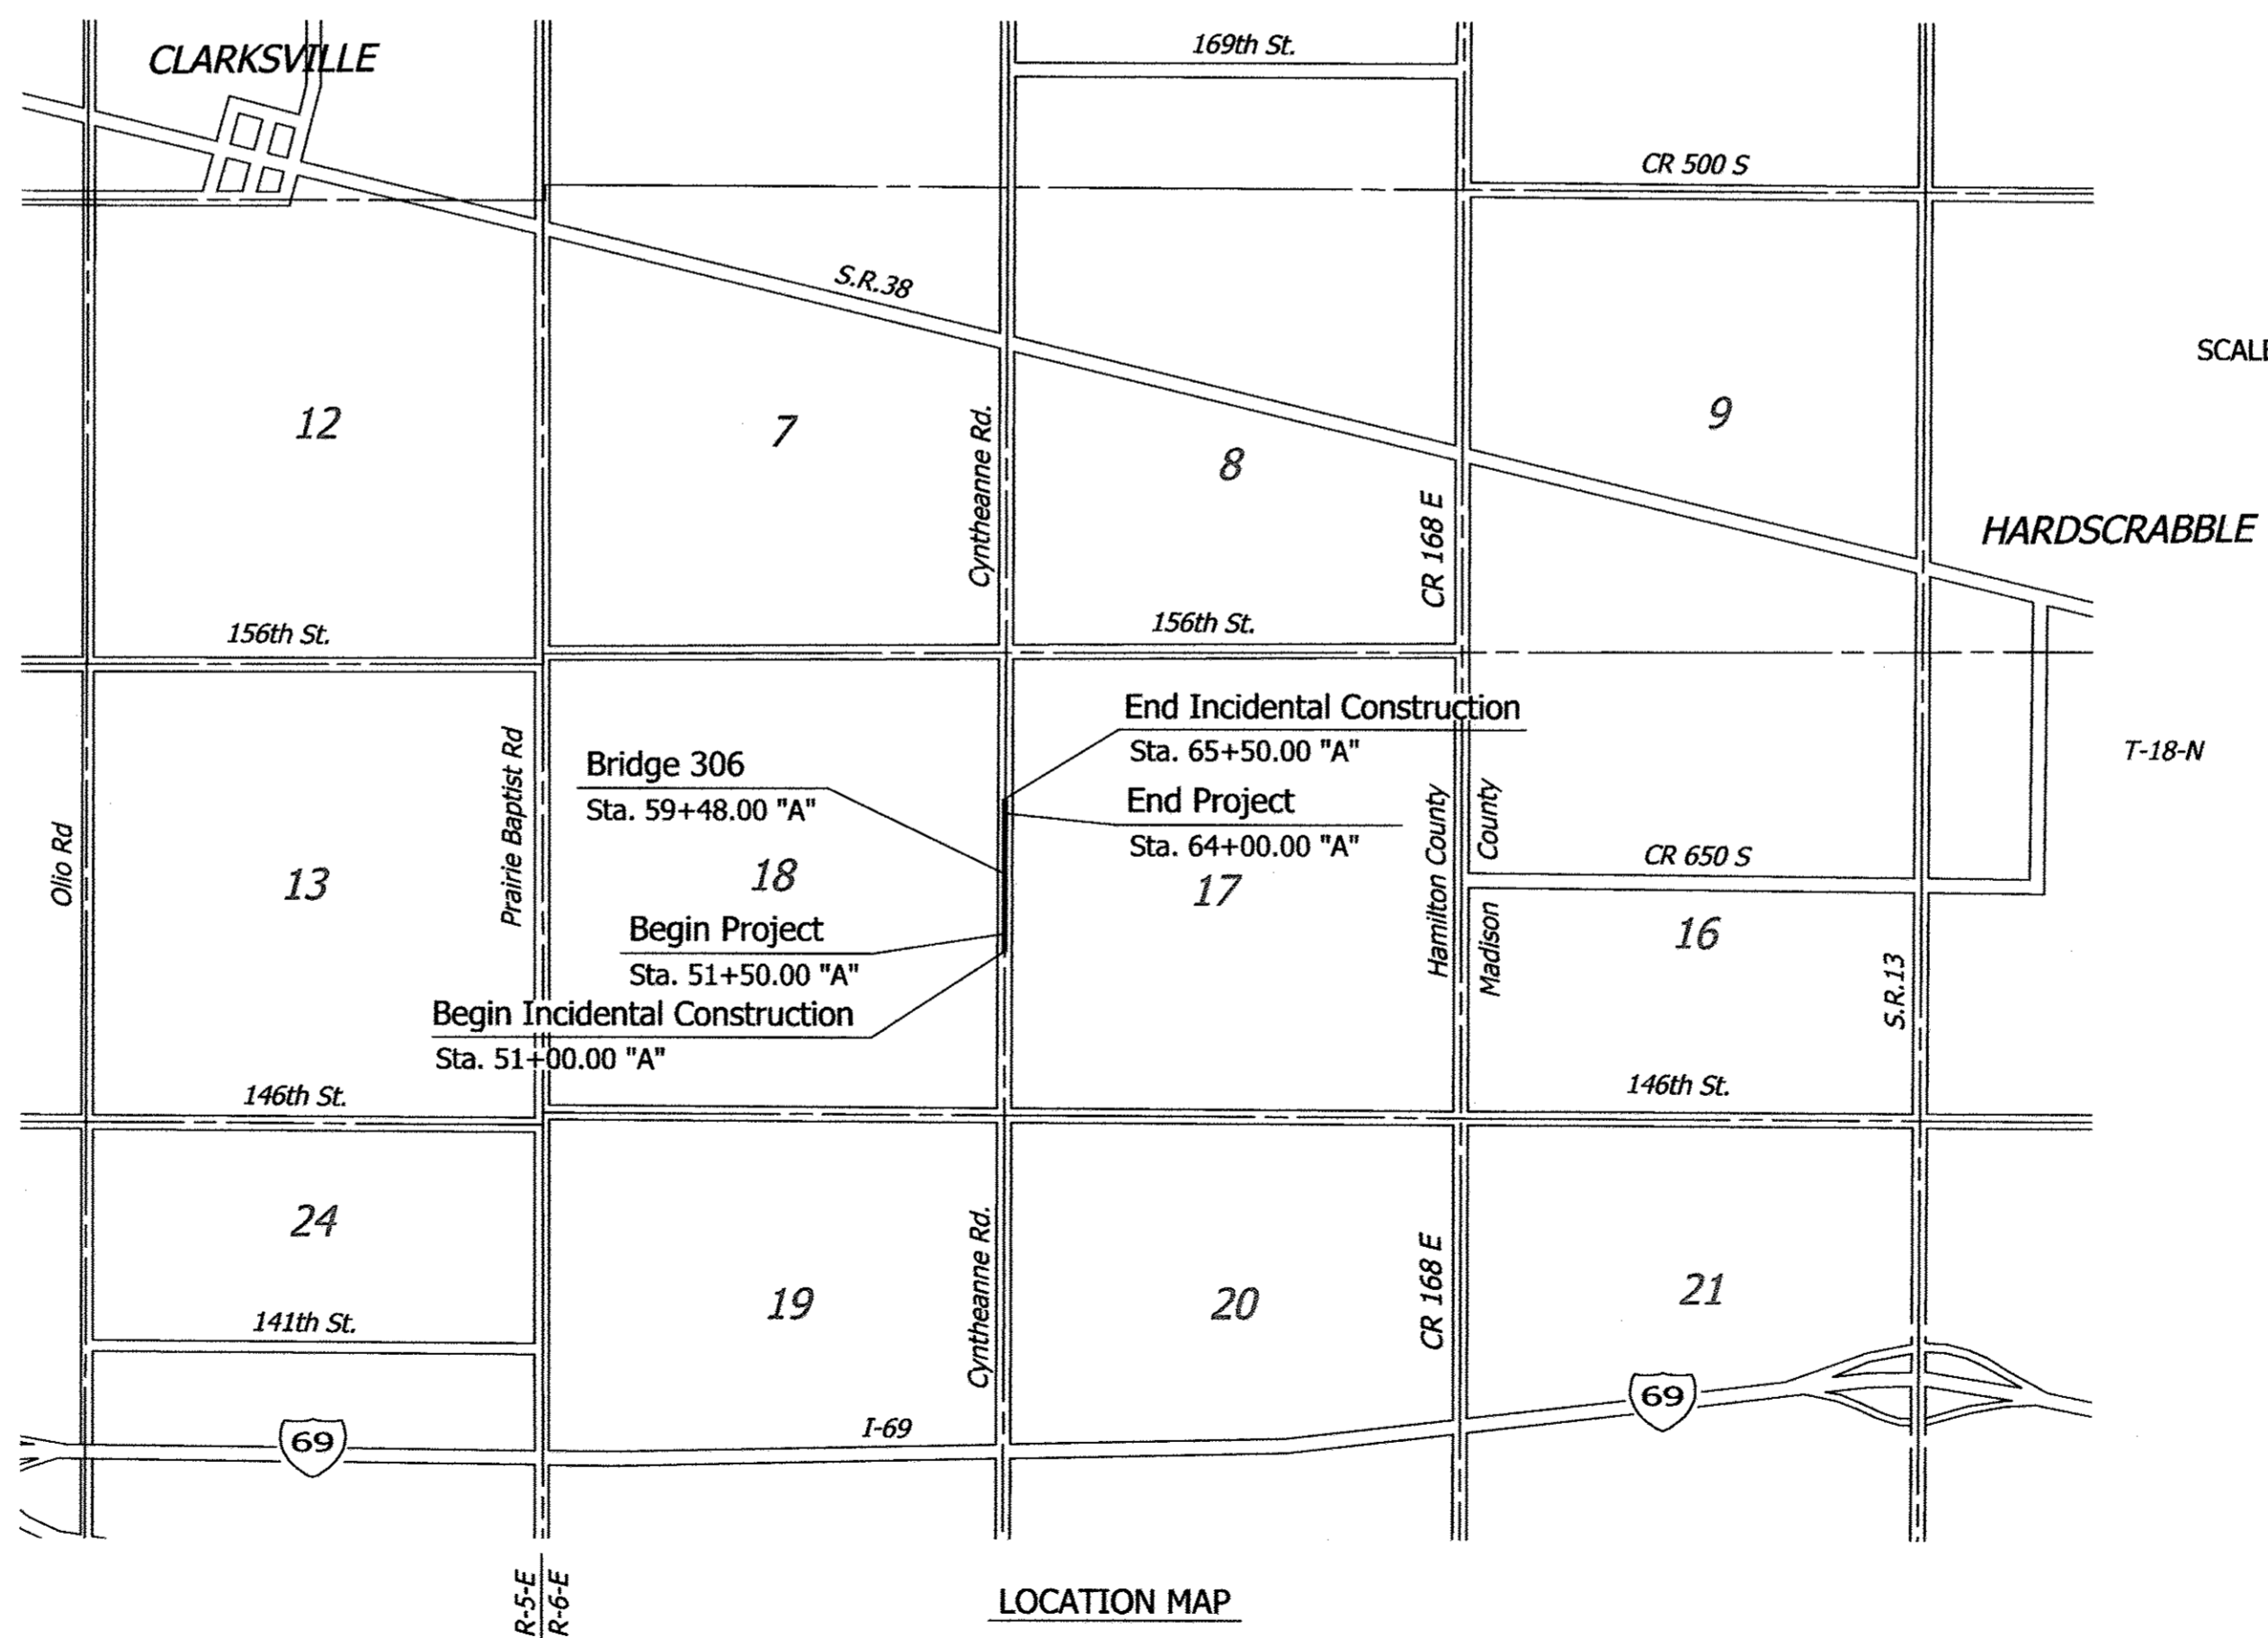 CLARKSVILLE
169th St.
CR 500 S
S.R.38
SCALE
12
7
Cyntheanne Rd.
8
9
CR 168 E
HARDSCRABBLE
156th St.
156th St.
End Incidental Construction
Sta. 65+50.00 "A"
Bridge 306
Sta. 59+48.00 "A"
End Project
Sta. 64+00.00 "A"
T-18-N
Olio Rd
Prairie Baptist Rd
13
18
17
Hamilton County
Madison County
CR 650 S
16
Begin Project
Sta. 51+50.00 "A"
S.R.13
Begin Incidental Construction
Sta. 51+00.00 "A"
146th St.
146th St.
24
Cyntheanne Rd.
CR 168 E
19
20
21
141th St.
69
I-69
69
R-5-E
R-6-E
LOCATION MAP